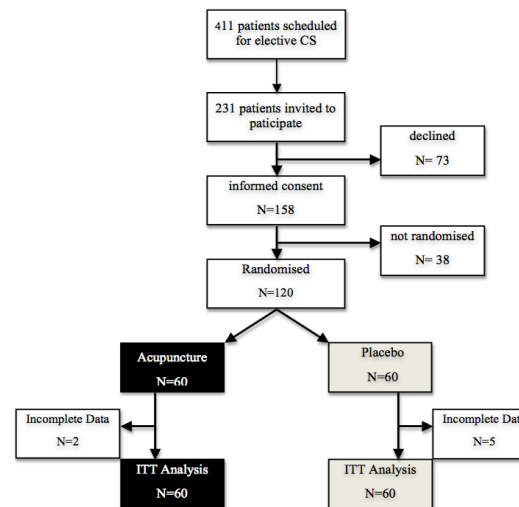 411 patients scheduled
for elective CS
231 patients invited to
paticipate
declined
N= 73
informed consent
N=158
not randomised
N= 38
Randomised
N=120
Acupuncture
N=60
Placebo
N=60
Incomplete Data
N=2
Incomplete Data
N=5
ITT Analysis
N=60
ITT Analysis
N=60